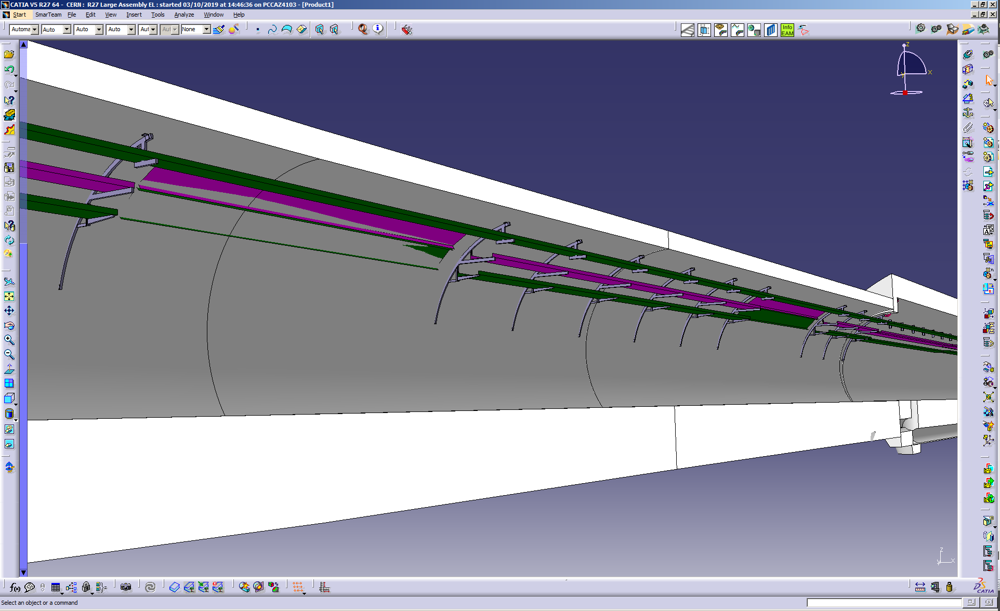 CATIA V5 R27 64 - CERN : R27 Large Assembly EL : started 03/10/2019 at 14:46:36 on PCCAZ4103 - [Product1]
Start SmarTeam File Edit View Insert Tools Analyze Window Help
Automa Auto Auto Auto Aut Aut None
Info
EAM
z
x
y
z
x
y
f(x)
DS
CATIA
Select an object or a command